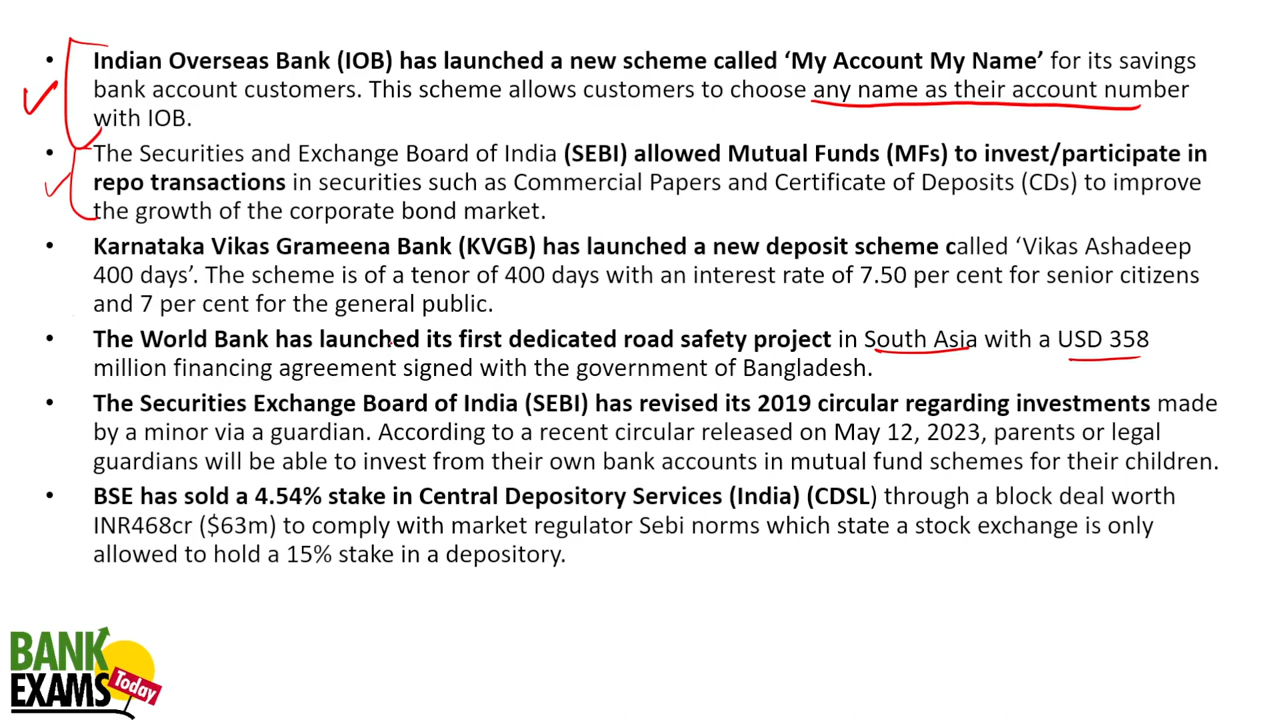 • Indian Overseas Bank (IOB) has launched a new scheme called ‘My Account My Name’ for its savings
bank account customers. This scheme allows customers to choose any name as their account number
with IOB.
• The Securities and Exchange Board of India (SEBI) allowed Mutual Funds (MFs) to invest/participate in
repo transactions in securities such as Commercial Papers and Certificate of Deposits (CDs) to improve
the growth of the corporate bond market.
• Karnataka Vikas Grameena Bank (KVGB) has launched a new deposit scheme called ‘Vikas Ashadeep
400 days’. The scheme is of a tenor of 400 days with an interest rate of 7.50 per cent for senior citizens
and 7 per cent for the general public.
• The World Bank has launched its first dedicated road safety project in South Asia with a USD 358
million financing agreement signed with the government of Bangladesh.
• The Securities Exchange Board of India (SEBI) has revised its 2019 circular regarding investments made
by a minor via a guardian. According to a recent circular released on May 12, 2023, parents or legal
guardians will be able to invest from their own bank accounts in mutual fund schemes for their children.
• BSE has sold a 4.54% stake in Central Depository Services (India) (CDSL) through a block deal worth
INR468cr ($63m) to comply with market regulator Sebi norms which state a stock exchange is only
allowed to hold a 15% stake in a depository.
BANK
EXAMS
Today